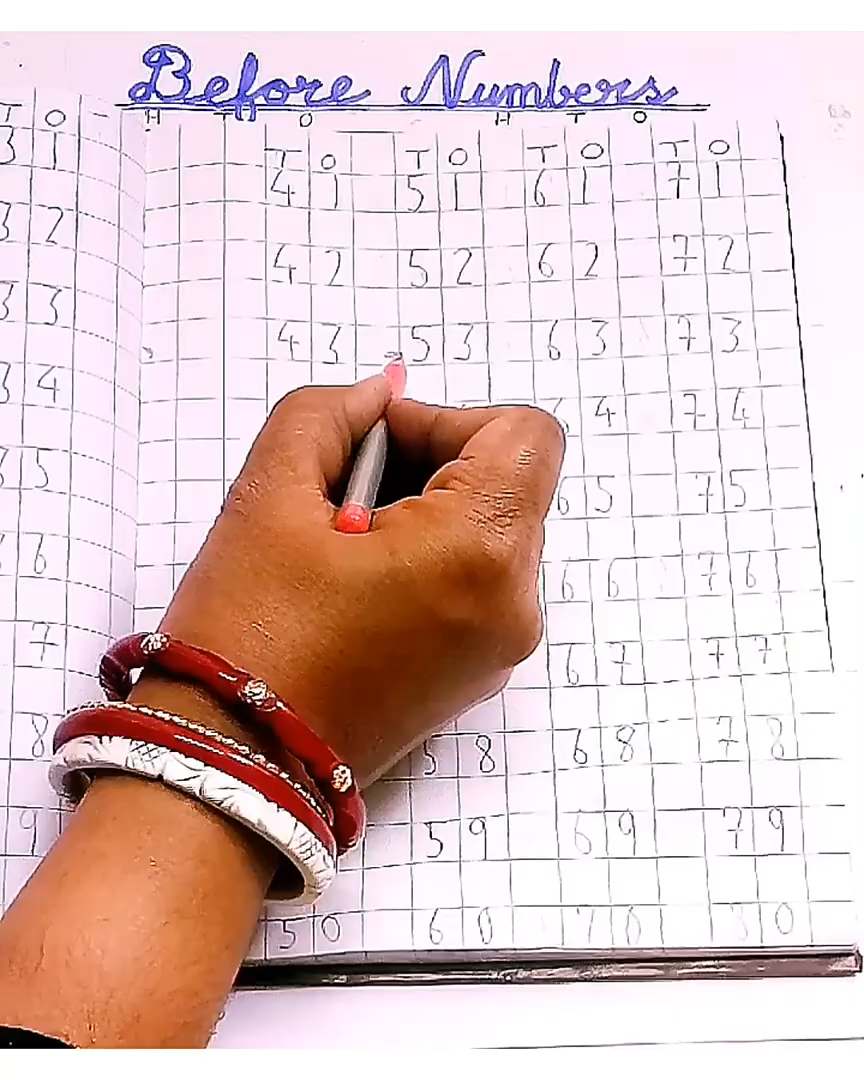 Before Numbers
H T O H T O
T O T O T O T O T O
3 1 4 1 5 1 6 1 7 1
3 2 4 2 5 2 6 2 7 2
3 3 4 3 5 3 6 3 7 3
3 4 6 4 7 4
5 6 5 7 5
6 6 6 7 6
7 6 7 7 7
8 5 8 6 8 7 8
9 5 9 6 9 7 9
5 0 6 0 7 0 8 0